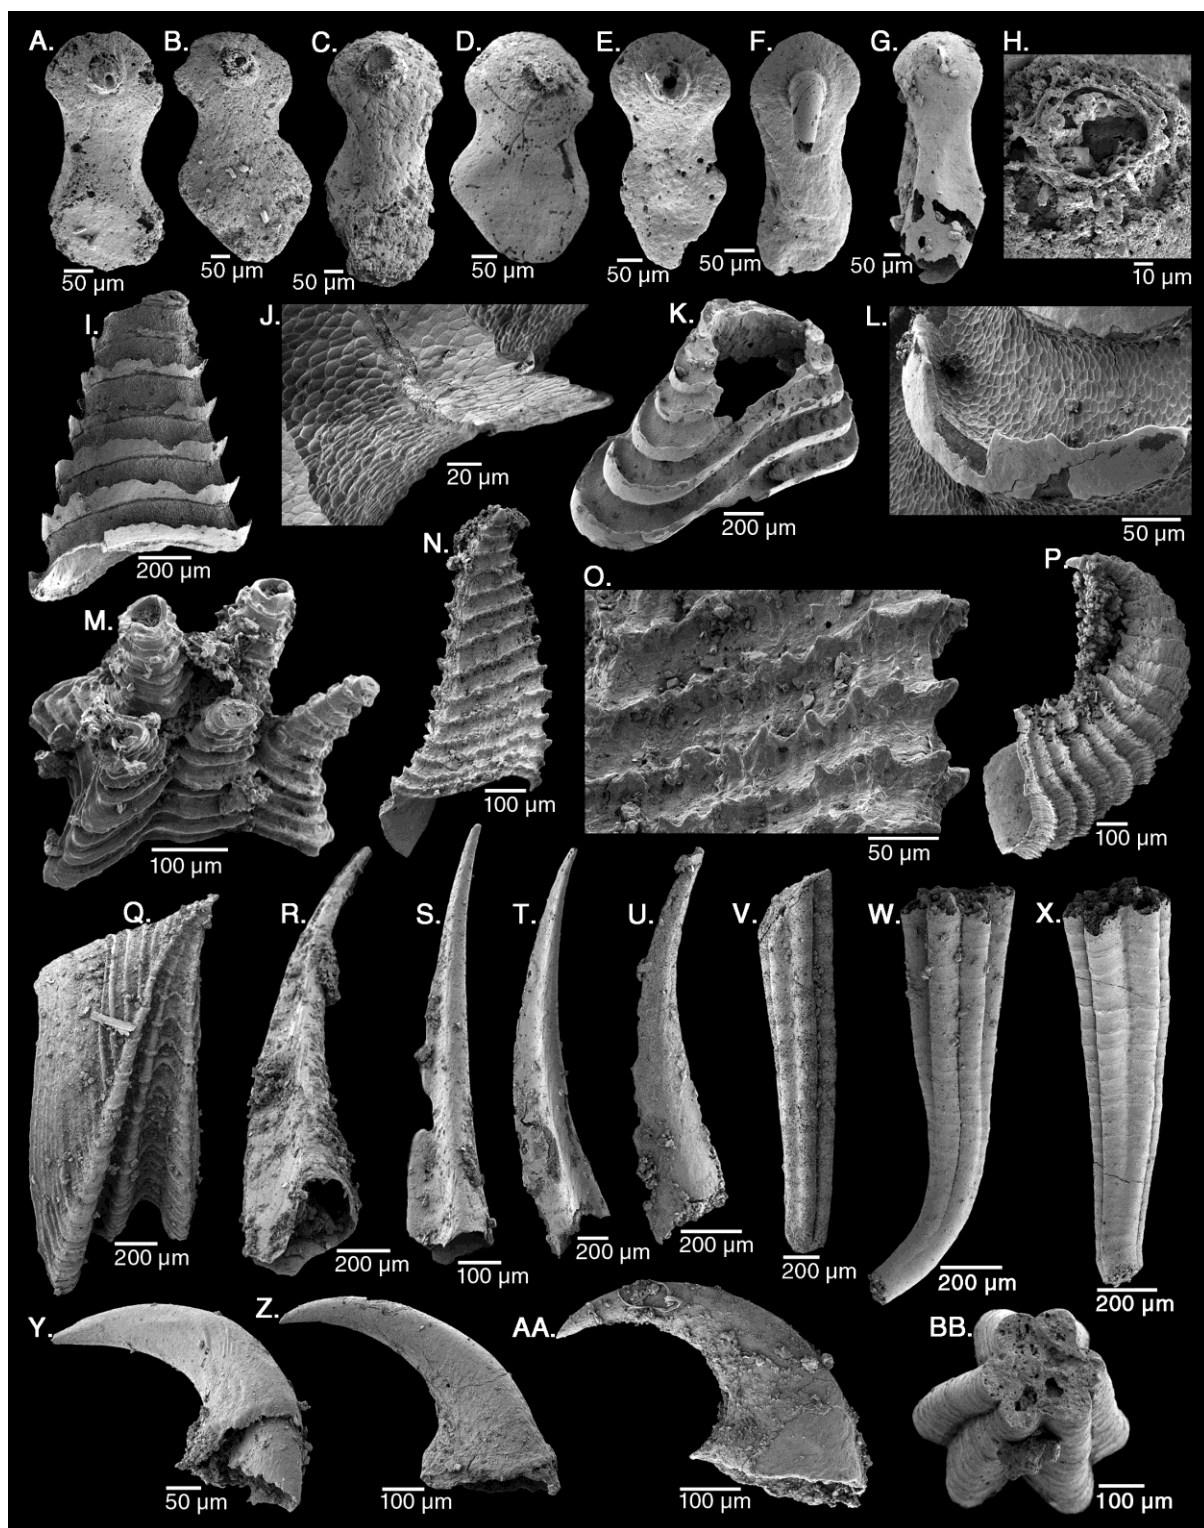 A.
B.
C.
D.
E.
F.
G.
H.
50 µm
50 µm
50 µm
50 µm
50 µm
50 µm
50 µm
10 µm
I.
J.
K.
L.
200 µm
20 µm
200 µm
50 µm
M.
N.
O.
P.
100 µm
100 µm
50 µm
100 µm
Q.
R.
S.
T.
U.
V.
W.
X.
200 µm
200 µm
100 µm
200 µm
200 µm
200 µm
200 µm
200 µm
Y.
Z.
AA.
BB.
50 µm
100 µm
100 µm
100 µm